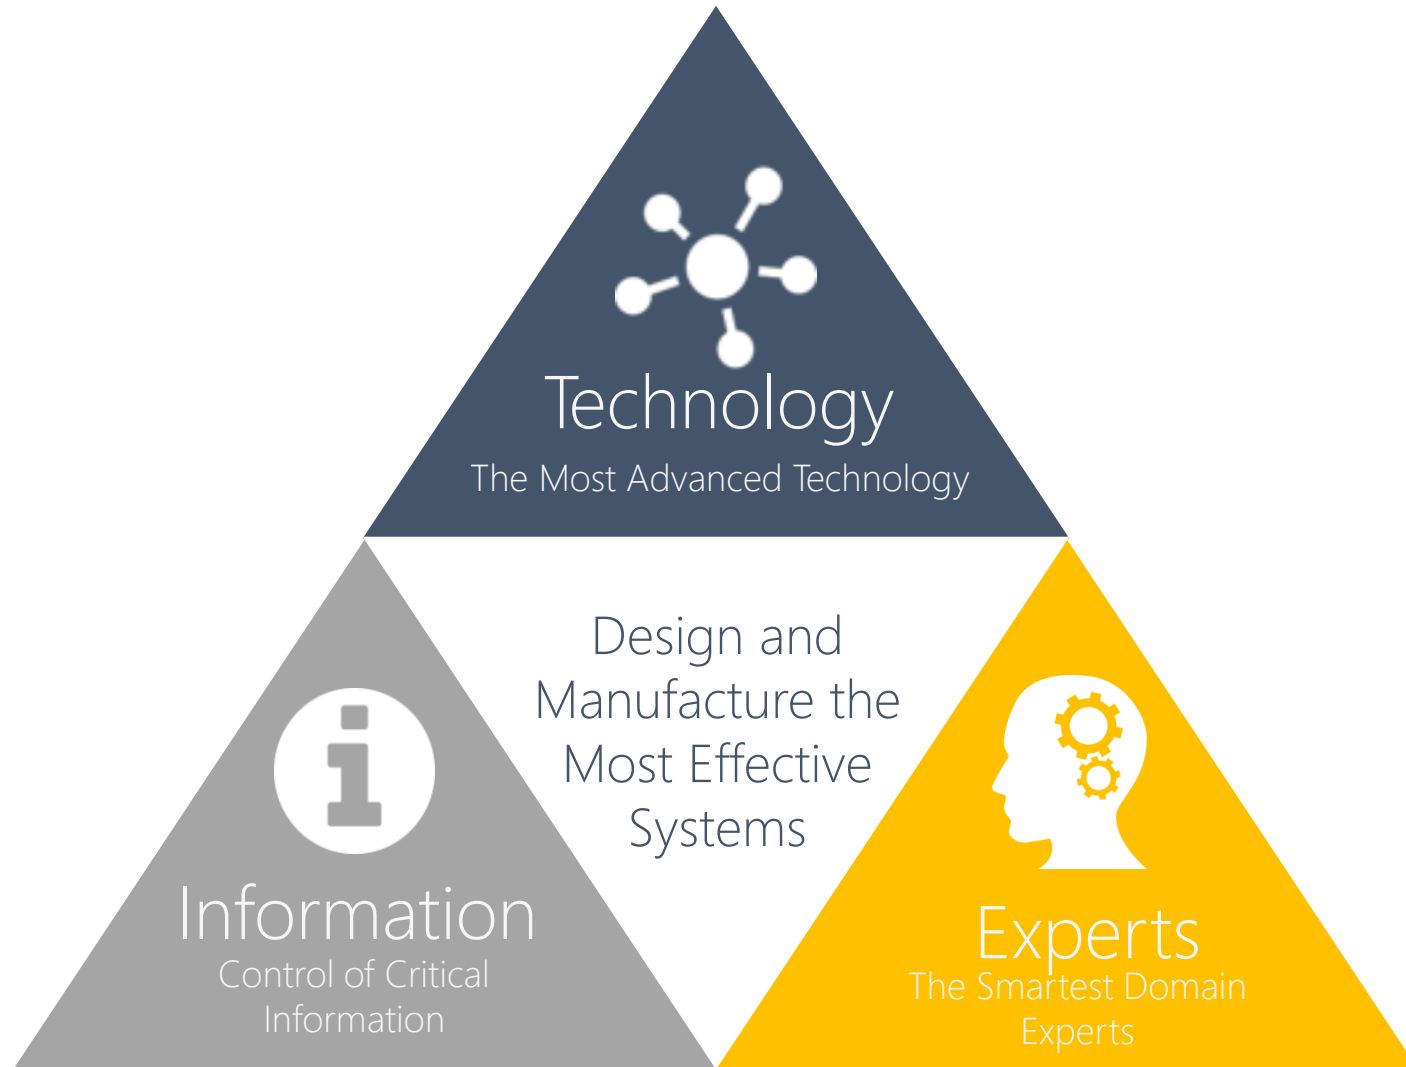 Technology
The Most Advanced Technology
Design and
Manufacture the
Most Effective
Systems
Information
Control of Critical
Information
Experts
The Smartest Domain
Experts